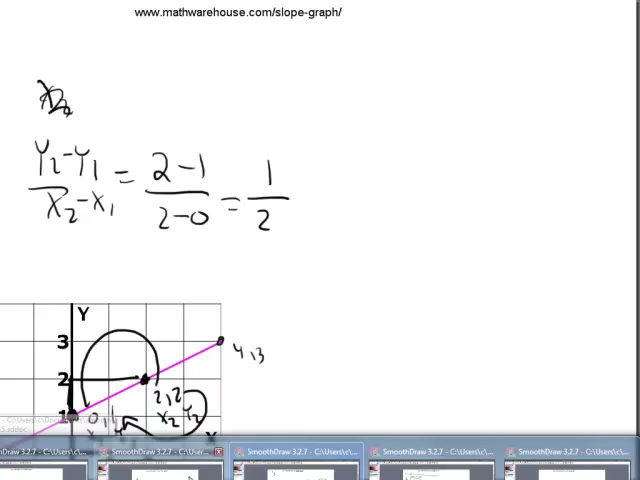 www.mathwarehouse.com/slope-graph/
Y2-Y1 / X2-X1 = 2-1 / 2-0 = 1 / 2
Y
3
4,3
2
2,2
X2 Y2
1
0,1
SmoothDraw 3.2.7 - C:\Users\c\... SmoothDraw 3.2.7 - C:\Users\c\... SmoothDraw 3.2.7 - C:\Users\c\... SmoothDraw 3.2.7 - C:\Users\c\...